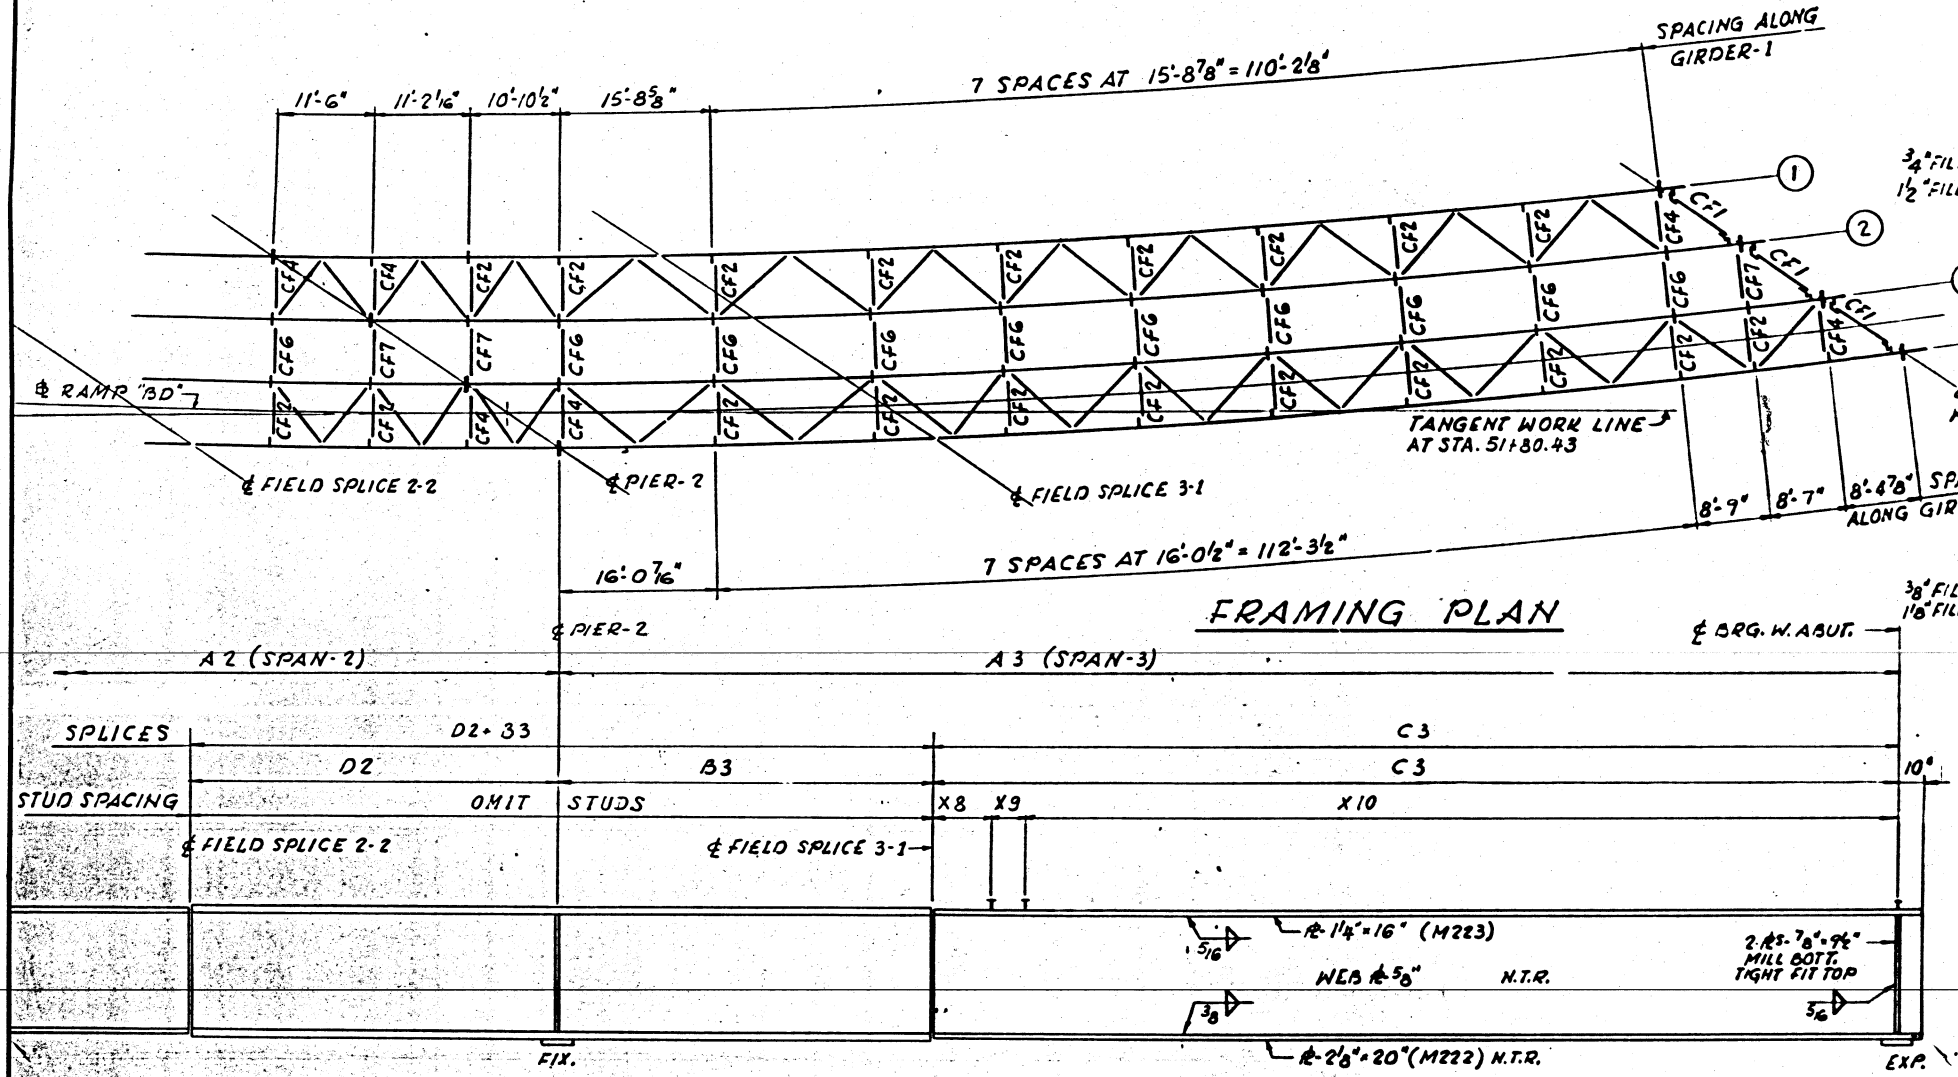 SPACING ALONG
GIRDER-1
7 SPACES AT 15'-8 7/8" = 110'-2 1/8"
11'-6"
11'-2 1/16"
10'-10 1/2"
15'-8 5/8"
1
2
3/4" FIL
1 1/2" FIL
CF1
CF1
CF1
CF4
CF4
CF2
CF2
CF2
CF2
CF2
CF2
CF2
CF2
CF2
CF4
CF6
CF7
CF7
CF6
CF6
CF6
CF6
CF6
CF6
CF6
CF6
CF6
CF7
CF2
CF2
CF4
CF4
CF2
CF2
CF2
CF2
CF2
CF2
CF2
CF2
CF2
CF4
℄ RAMP "BD"
TANGENT WORK LINE
AT STA. 51+80.43
℄ FIELD SPLICE 2-2
℄ PIER-2
℄ FIELD SPLICE 3-1
8'-9"
8'-7"
8'-4 7/8"
ALONG GIR
7 SPACES AT 16'-0 1/2" = 112'-3 1/2"
16'-0 7/16"
FRAMING PLAN
3/8" FIL
1 1/8" FIL
℄ PIER-2
℄ BRG. W. ABUT.
A2 (SPAN-2)
A3 (SPAN-3)
SPLICES
D2+33
C3
D2
B3
C3
10"
STUD SPACING
OMIT STUDS
X8
X9
X10
℄ FIELD SPLICE 2-2
℄ FIELD SPLICE 3-1
℞-1 1/4" × 16" (M223)
5/16
WEB ℞ 5/8"
N.T.R.
2-℞S-7/8" × 9 1/2"
MILL BOTT.
TIGHT FIT TOP
3/8
5/16
FIX.
℞-2 1/8" × 20" (M222) N.T.R.
EXP.